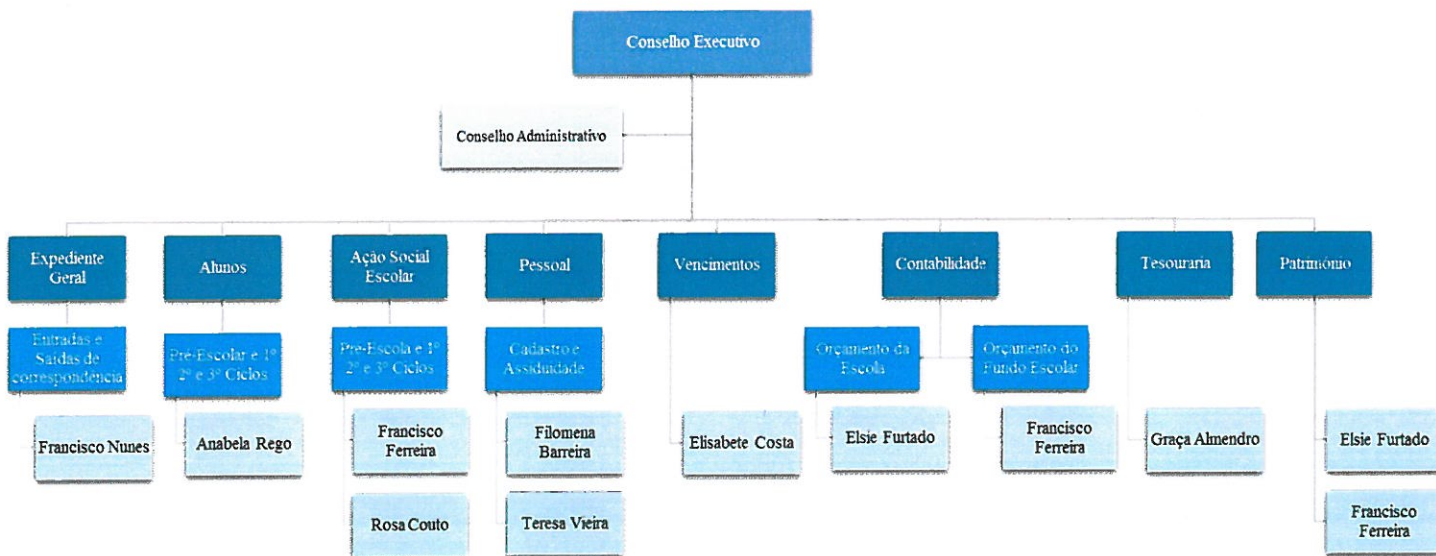 Conselho Executivo
Conselho Administrativo
Expediente
Geral
Alunos
Ação Social
Escolar
Pessoal
Vencimentos
Contabilidade
Tesouraria
Património
Entradas e
Saídas de
correspondência
Pré-Escolar e 1º
2º e 3º Ciclos
Pré-Escola e 1º
2º e 3º Ciclos
Cadastro e
Assiduidade
Orçamento da
Escola
Orçamento do
Fundo Escolar
Francisco Nunes
Anabela Rego
Francisco
Ferreira
Filomena
Barreira
Elisabete Costa
Elsie Furtado
Francisco
Ferreira
Graça Almendro
Elsie Furtado
Rosa Couto
Teresa Vieira
Francisco
Ferreira